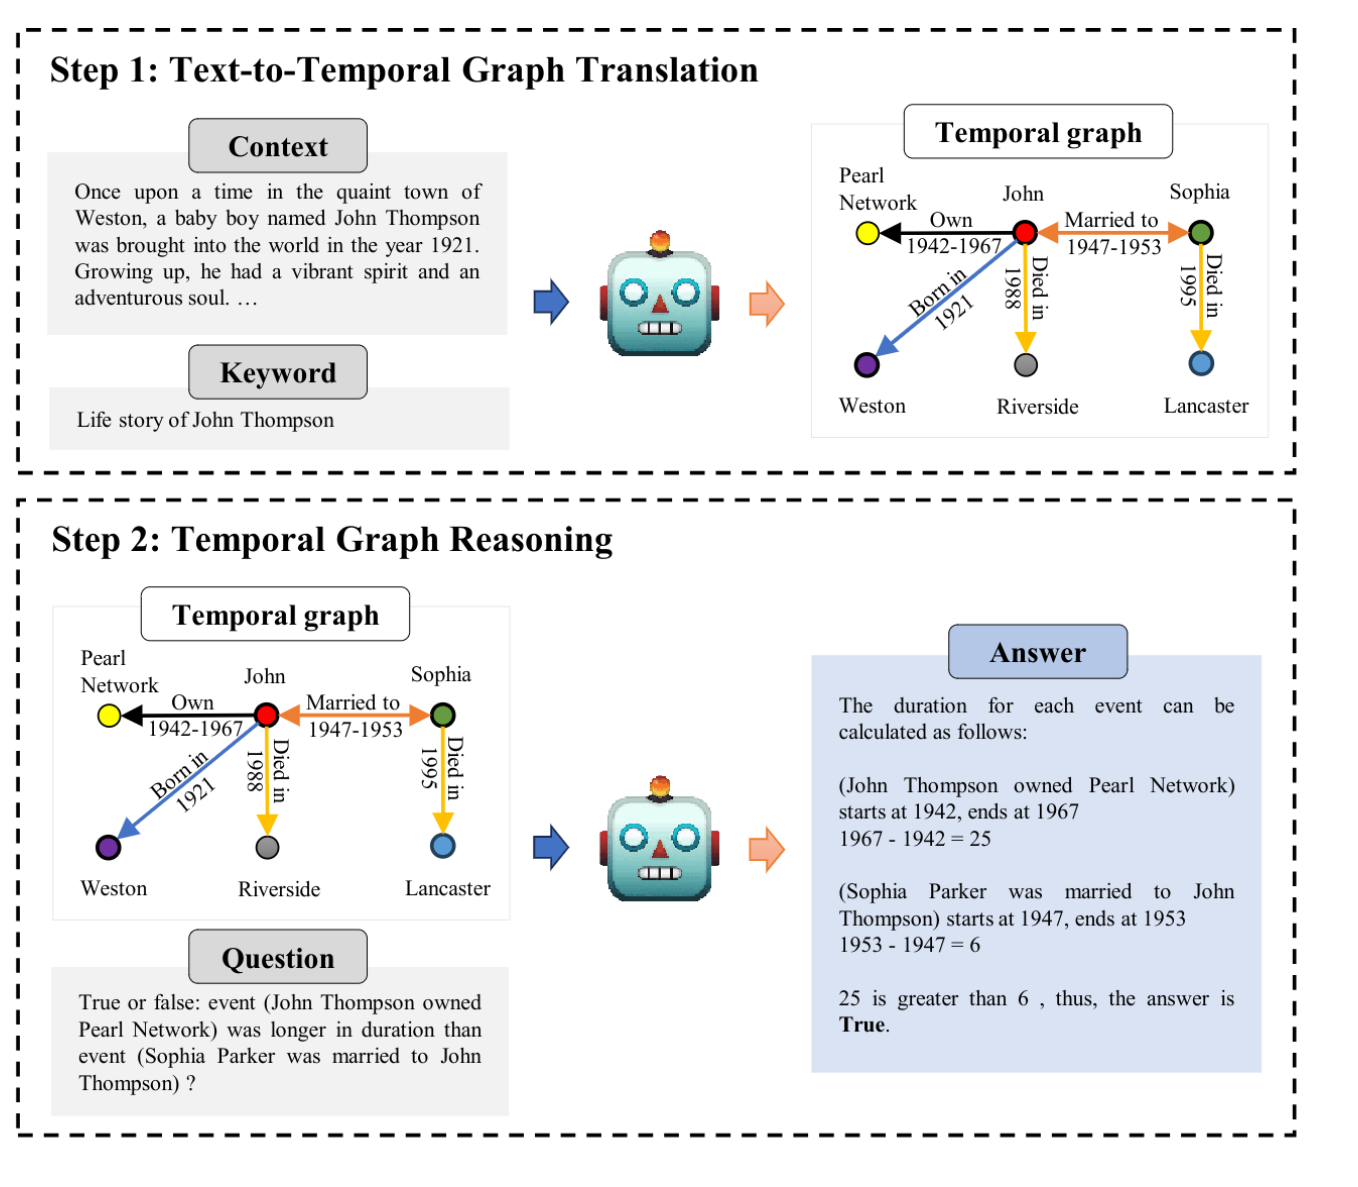 Step 1: Text-to-Temporal Graph Translation
Context
Once upon a time in the quaint town of
Weston, a baby boy named John Thompson
was brought into the world in the year 1921.
Growing up, he had a vibrant spirit and an
adventurous soul. …
Keyword
Life story of John Thompson
Temporal graph
Pearl
Network
John
Sophia
Own
1942-1967
Married to
1947-1953
Born in
1921
Died in
1988
Died in
1995
Weston
Riverside
Lancaster
Step 2: Temporal Graph Reasoning
Temporal graph
Pearl
Network
John
Sophia
Own
1942-1967
Married to
1947-1953
Born in
1921
Died in
1988
Died in
1995
Weston
Riverside
Lancaster
Question
True or false: event (John Thompson owned
Pearl Network) was longer in duration than
event (Sophia Parker was married to John
Thompson) ?
Answer
The duration for each event can be
calculated as follows:
(John Thompson owned Pearl Network)
starts at 1942, ends at 1967
1967 - 1942 = 25
(Sophia Parker was married to John
Thompson) starts at 1947, ends at 1953
1953 - 1947 = 6
25 is greater than 6 , thus, the answer is
True.